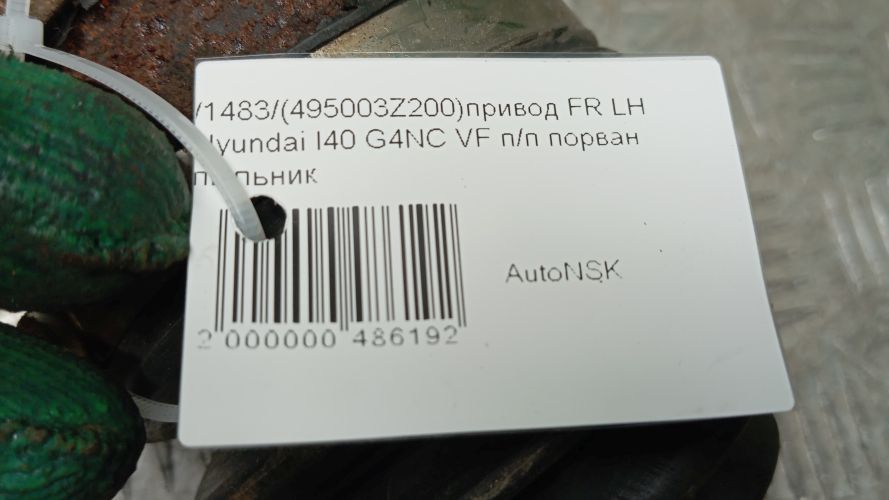 /1483/(495003Z200)привод FR LH
Hyundai I40 G4NC VF п/п порван
пыльник
AutoNSK
2 000000 486192